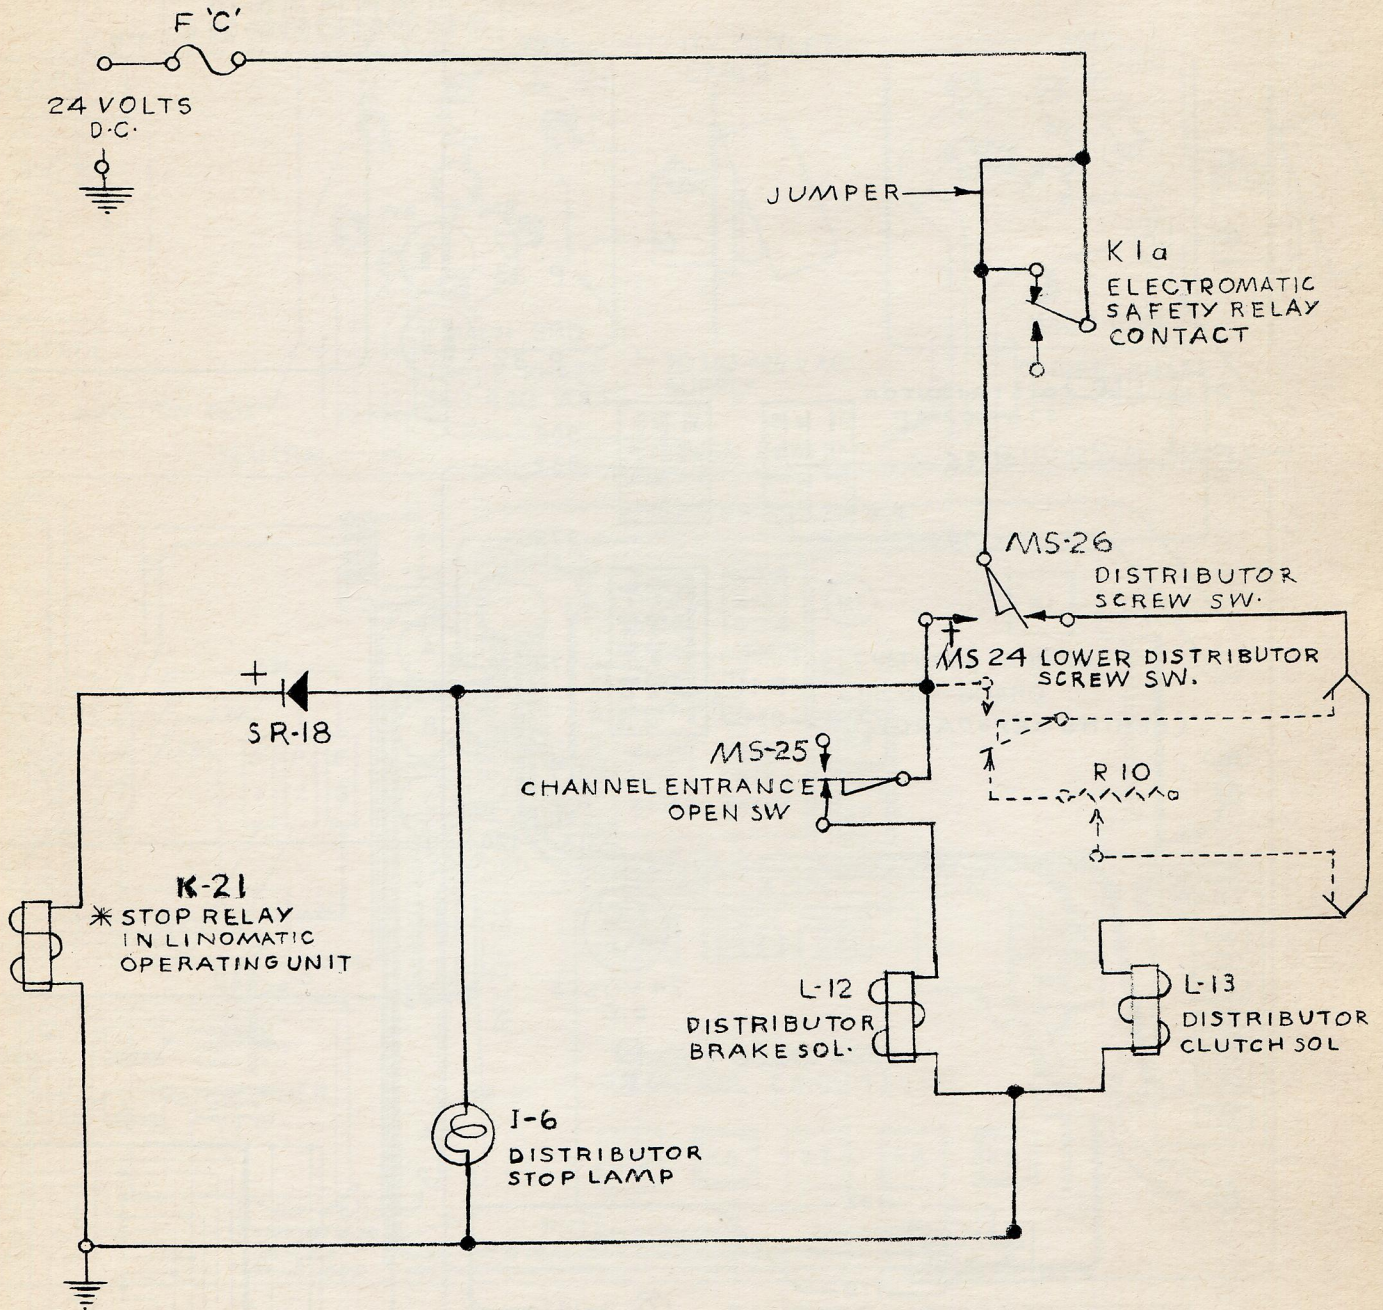 F 'C'
24 VOLTS
D.C.
JUMPER
K1a
ELECTROMATIC
SAFETY RELAY
CONTACT
MS-26
DISTRIBUTOR
SCREW SW.
+
MS 24 LOWER DISTRIBUTOR
SCREW SW.
+
SR-18
MS-25
CHANNEL ENTRANCE
OPEN SW
R10
K-21
* STOP RELAY
IN LINOMATIC
OPERATING UNIT
L-12
DISTRIBUTOR
BRAKE SOL.
L-13
DISTRIBUTOR
CLUTCH SOL
I-6
DISTRIBUTOR
STOP LAMP